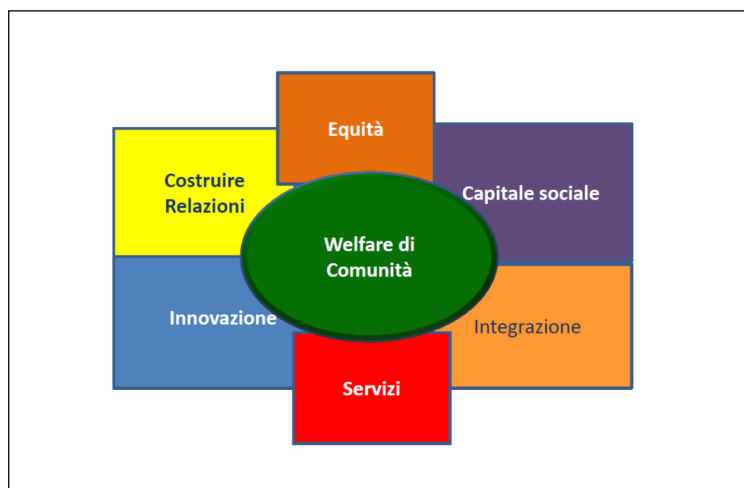 Equità
Costruire
Relazioni
Capitale sociale
Welfare di
Comunità
Innovazione
Integrazione
Servizi